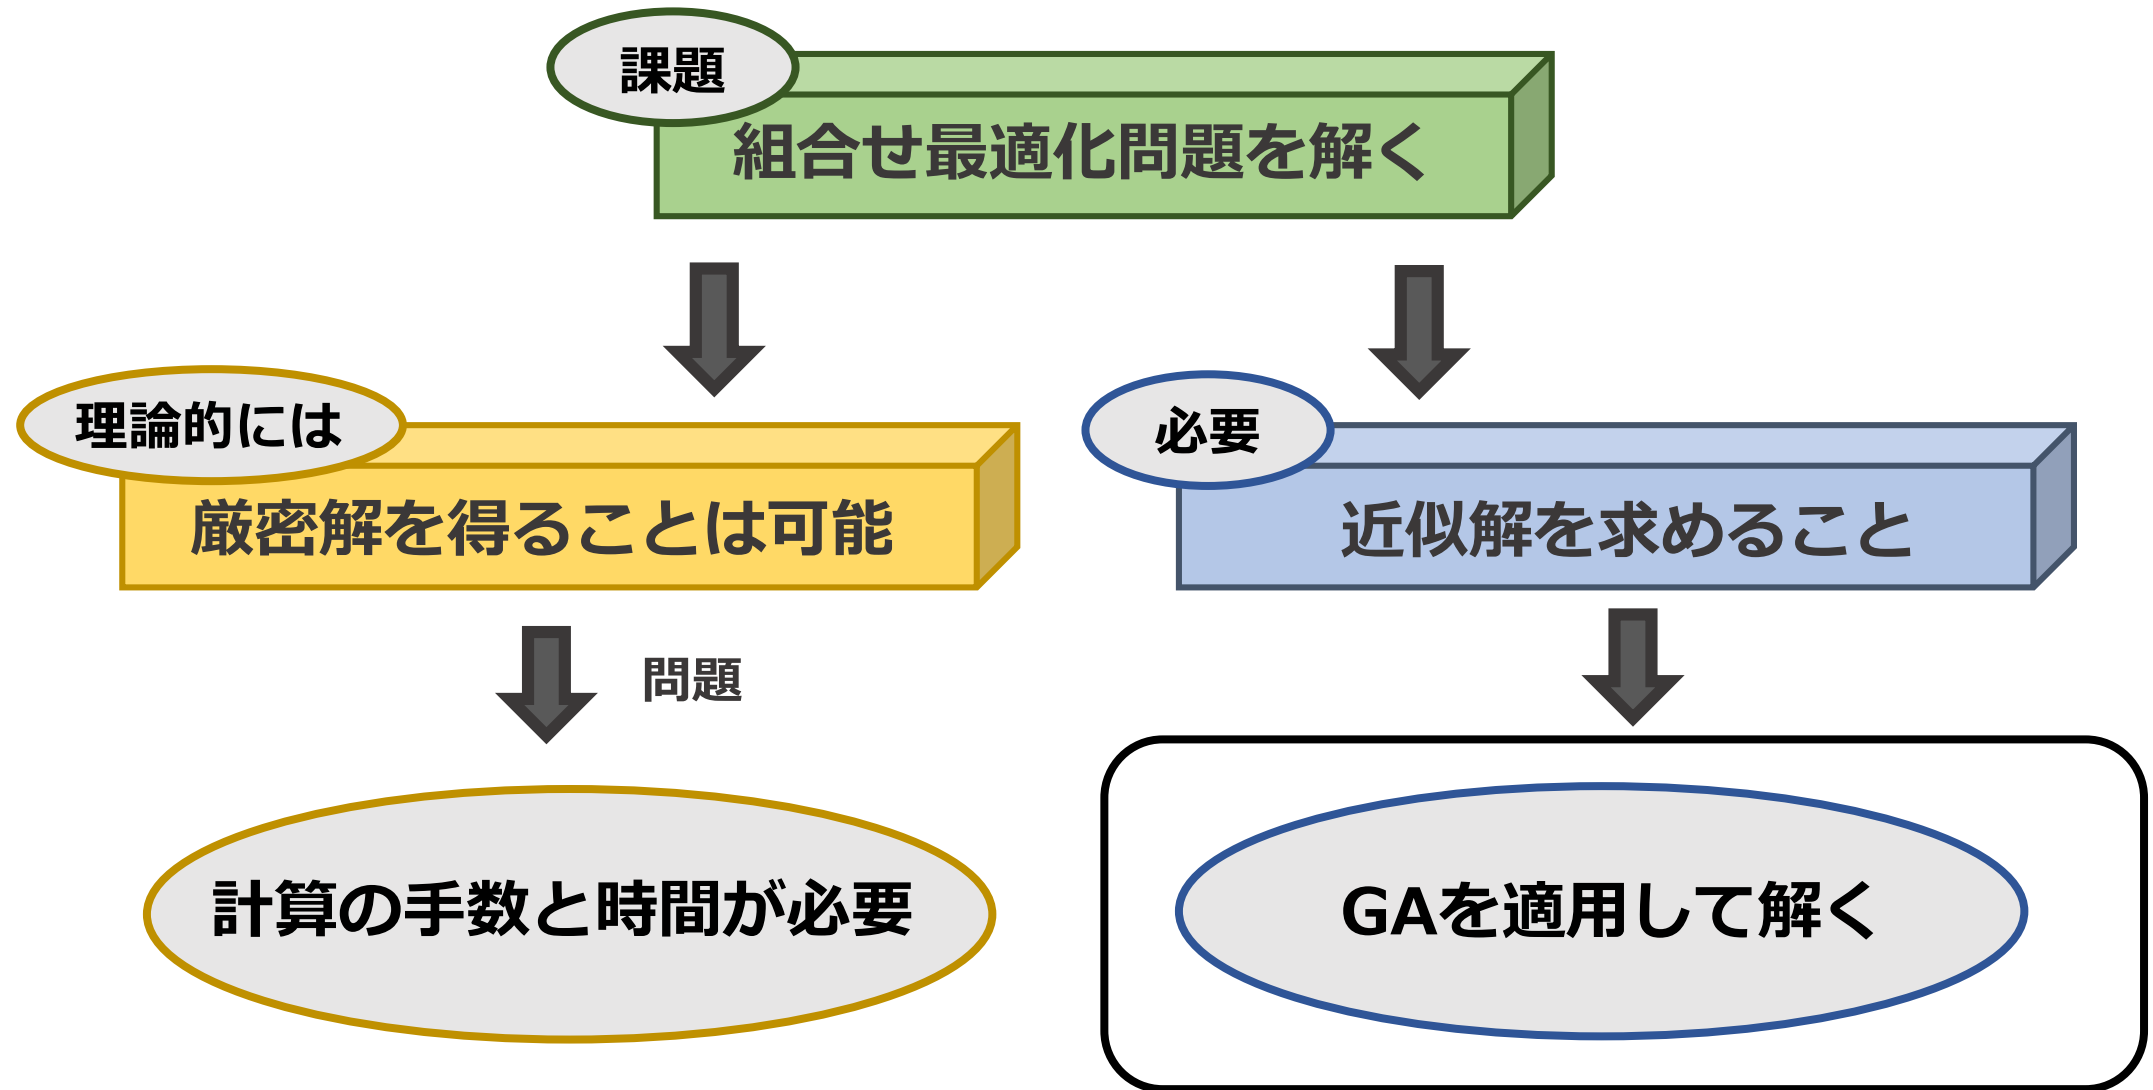 課題
組合せ最適化問題を解く
理論的には
厳密解を得ることは可能
必要
近似解を求めること
問題
計算の手数と時間が必要
GAを適用して解く